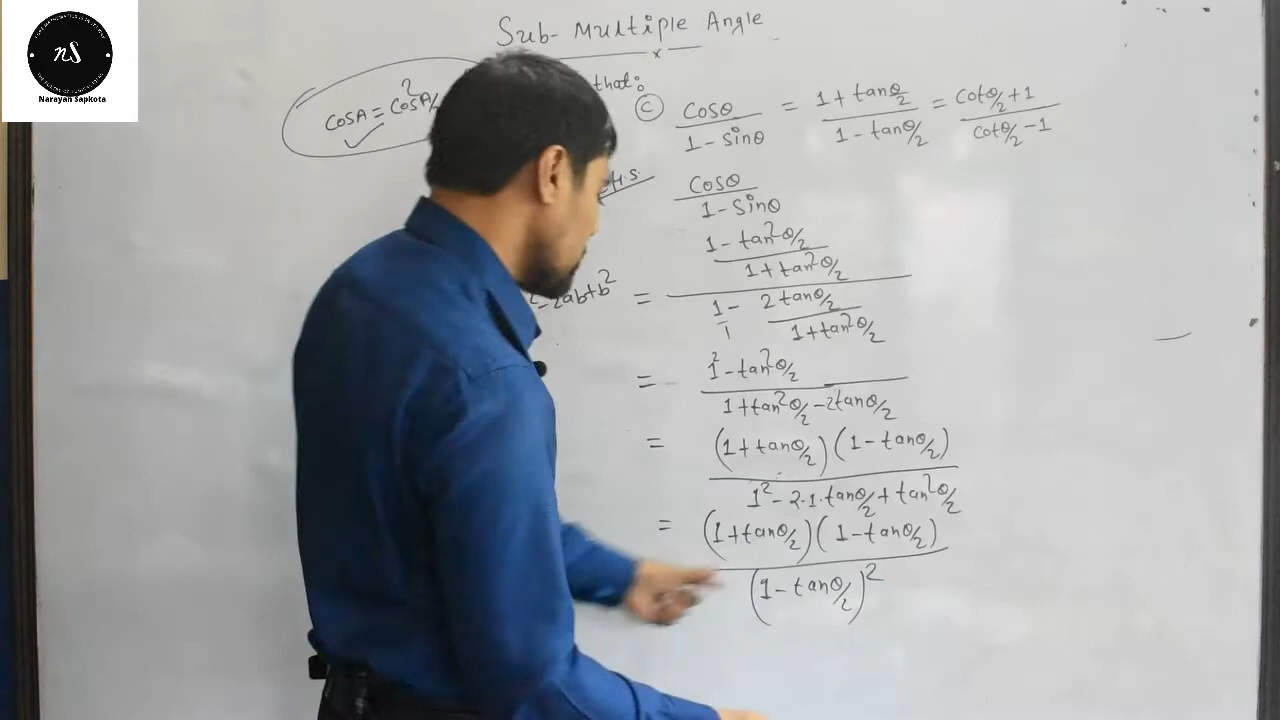 Sub-Multiple Angle
x
that:
CosA = Cos²A/
nS
Narayan Sapkota
c) Cosθ/(1 - Sinθ) = (1 + tanθ/2)/(1 - tanθ/2) = (cotθ/2 + 1)/(cotθ/2 - 1)
H.S.
Cosθ/(1 - Sinθ)
- 2ab + b²
= ((1 - tan²θ/2)/(1 + tan²θ/2))/(1/1 - (2 tanθ/2)/(1 + tan²θ/2))
= (1² - tan²θ/2)/(1 + tan²θ/2 - 2tanθ/2)
= ((1 + tanθ/2)(1 - tanθ/2))/(1² - 2·1·tanθ/2 + tan²θ/2)
= ((1 + tanθ/2)(1 - tanθ/2))/((1 - tanθ/2)²)